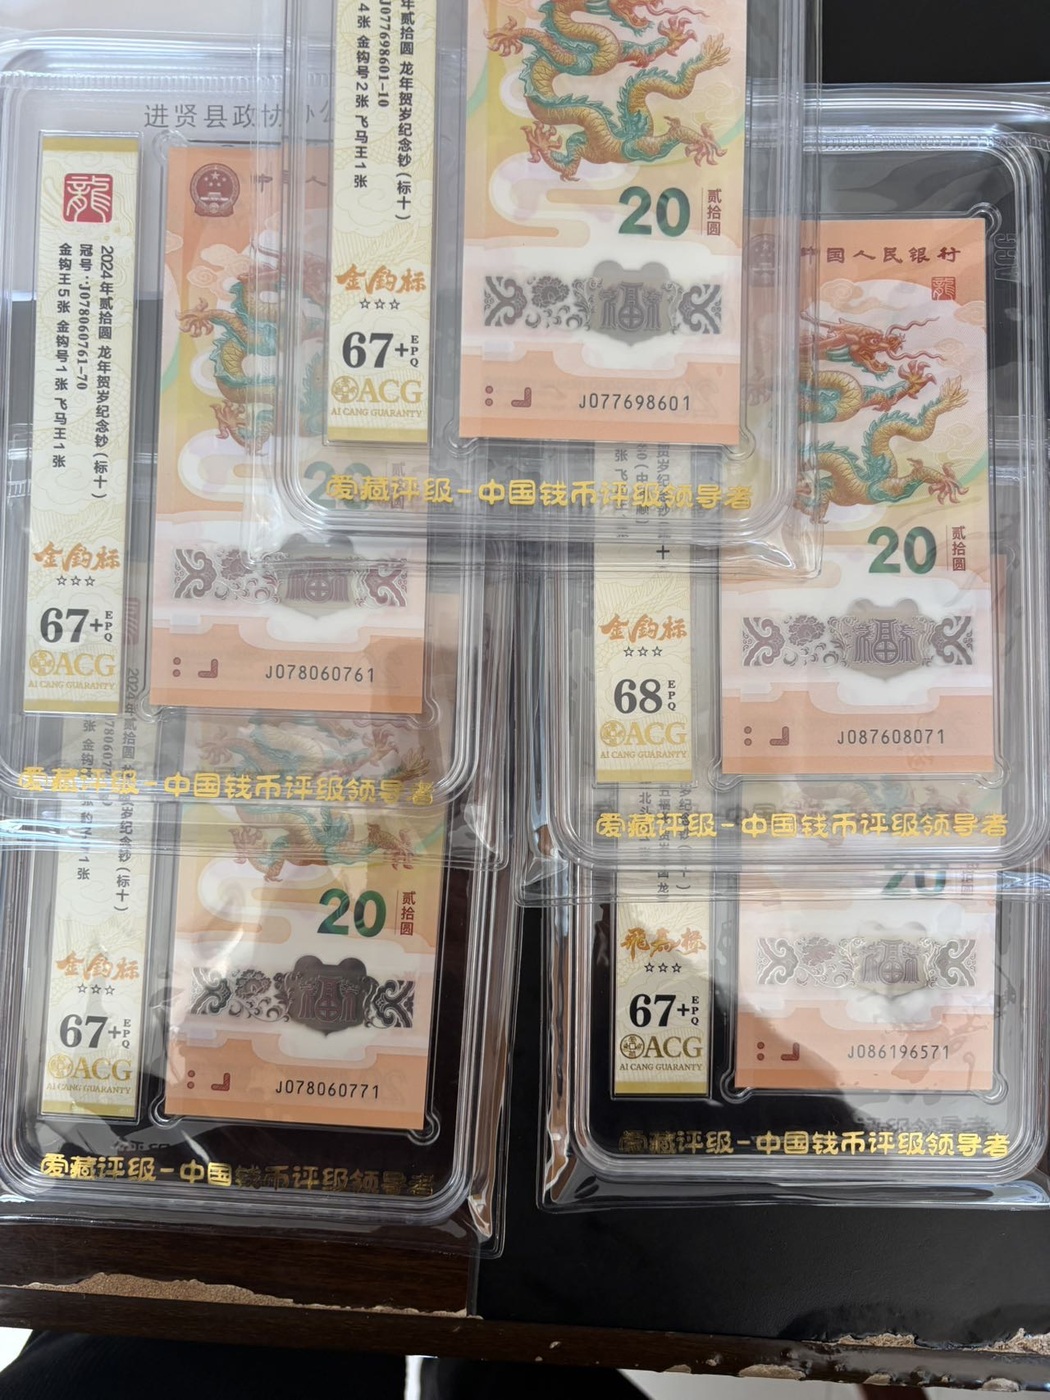 进贤县政协办公
年贰拾圆 龙年贺岁纪念钞(标十)
J077698601-10
4张 金钩号2张 飞马王1张
金钩标
☆☆☆
67+EPQ
ACG
AI CANG GUARANTY
20
贰拾圆
J077698601
爱藏评级-中国钱币评级领导者
龍
2024年贰拾圆 龙年贺岁纪念钞(标十)
冠号:J078060761-70
金钩王5张 金钩号1张 飞马王1张
金钩标
☆☆☆
67+EPQ
ACG
AI CANG GUARANTY
20
J078060761
爱藏评级-中国钱币评级领导者
中国人民银行
20
贰拾圆
金钩标
☆☆☆
68EPQ
ACG
AI CANG GUARANTY
J087608071
爱藏评级-中国钱币评级领导者
金钩标
☆☆☆
67+EPQ
ACG
AI CANG GUARANTY
20
贰拾圆
J078060771
爱藏评级-中国钱币评级领导者
20
飛馬标
☆☆☆
67+EPQ
ACG
AI CANG GUARANTY
J086196571
爱藏评级-中国钱币评级领导者